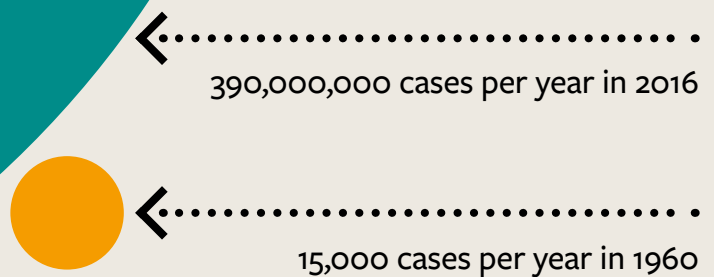 390,000,000 cases per year in 2016
15,000 cases per year in 1960